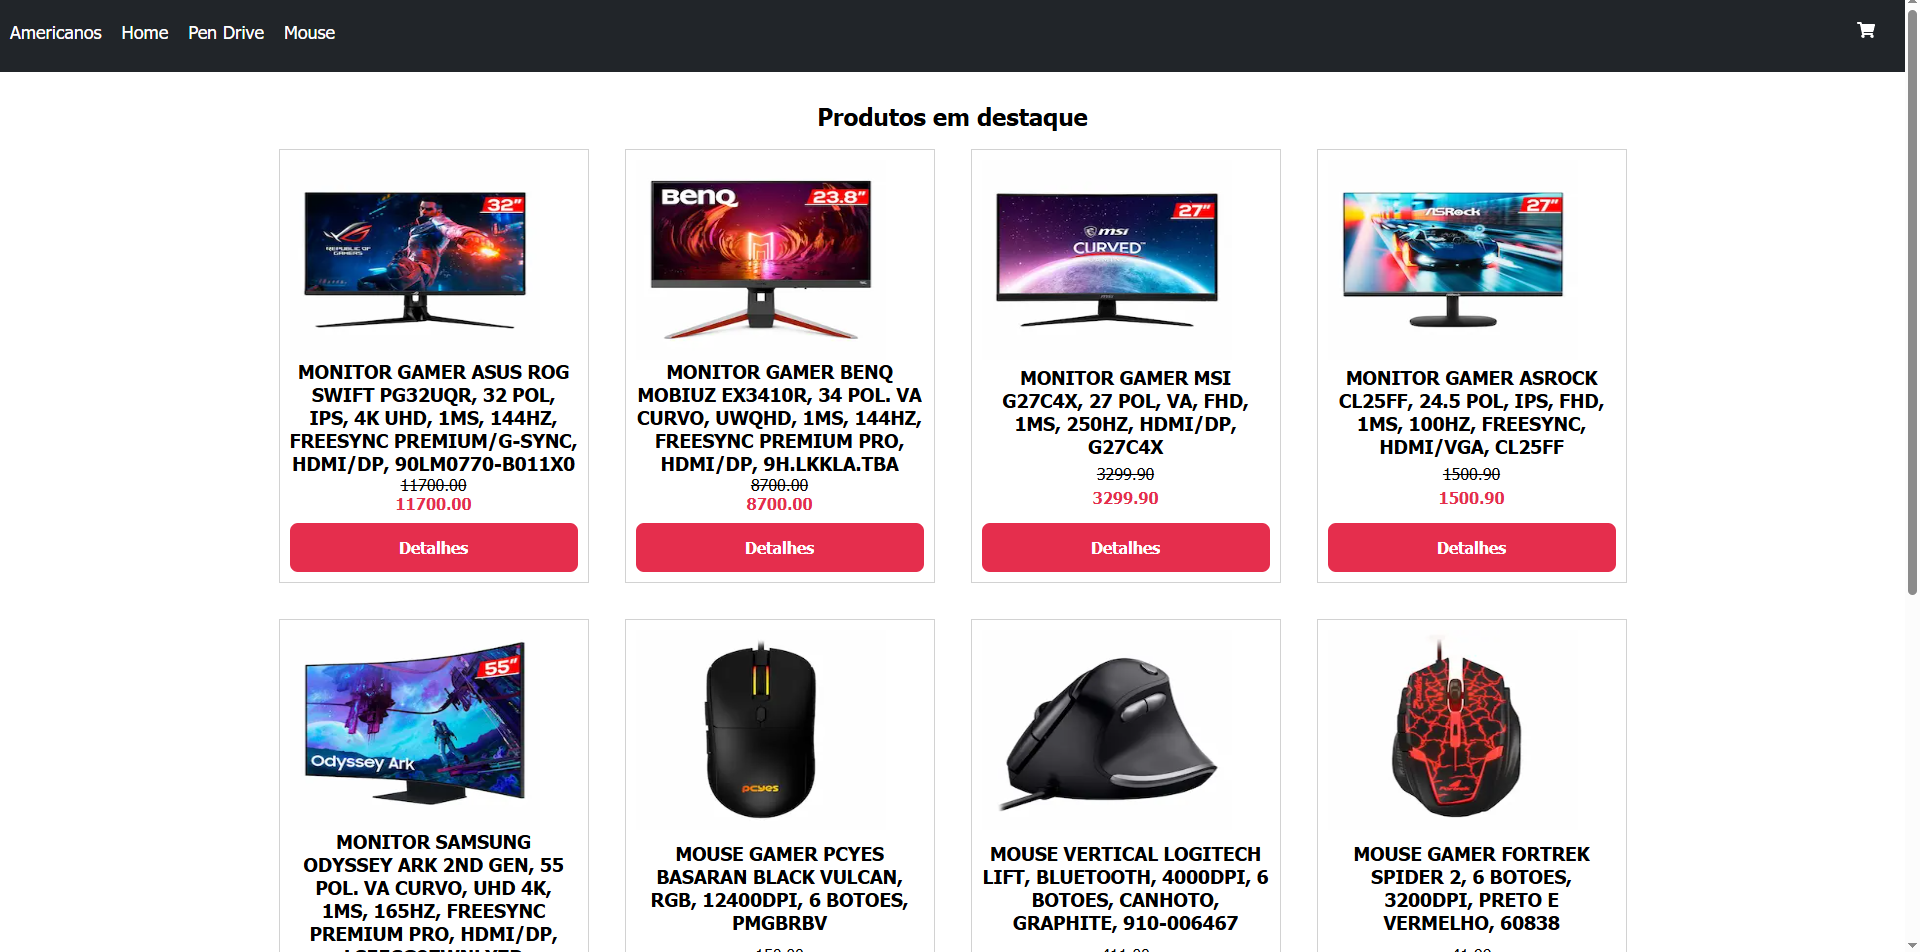 Americanos Home Pen Drive Mouse
Produtos em destaque
32"
REPUBLIC OF
GAMERS
MONITOR GAMER ASUS ROG
SWIFT PG32UQR, 32 POL,
IPS, 4K UHD, 1MS, 144HZ,
FREESYNC PREMIUM/G-SYNC,
HDMI/DP, 90LM0770-B011X0
11700.00
11700.00
Detalhes
BenQ
23.8"
MONITOR GAMER BENQ
MOBIUZ EX3410R, 34 POL. VA
CURVO, UWQHD, 1MS, 144HZ,
FREESYNC PREMIUM PRO,
HDMI/DP, 9H.LKKLA.TBA
8700.00
8700.00
Detalhes
27"
msi
CURVED
MONITOR GAMER MSI
G27C4X, 27 POL, VA, FHD,
1MS, 250HZ, HDMI/DP,
G27C4X
3299.90
3299.90
Detalhes
27"
ASRock
MONITOR GAMER ASROCK
CL25FF, 24.5 POL, IPS, FHD,
1MS, 100HZ, FREESYNC,
HDMI/VGA, CL25FF
1500.90
1500.90
Detalhes
55"
Odyssey Ark
MONITOR SAMSUNG
ODYSSEY ARK 2ND GEN, 55
POL. VA CURVO, UHD 4K,
1MS, 165HZ, FREESYNC
PREMIUM PRO, HDMI/DP,
pcyes
MOUSE GAMER PCYES
BASARAN BLACK VULCAN,
RGB, 12400DPI, 6 BOTOES,
PMGBRBV
MOUSE VERTICAL LOGITECH
LIFT, BLUETOOTH, 4000DPI, 6
BOTOES, CANHOTO,
GRAPHITE, 910-006467
Fortrek
MOUSE GAMER FORTREK
SPIDER 2, 6 BOTOES,
3200DPI, PRETO E
VERMELHO, 60838